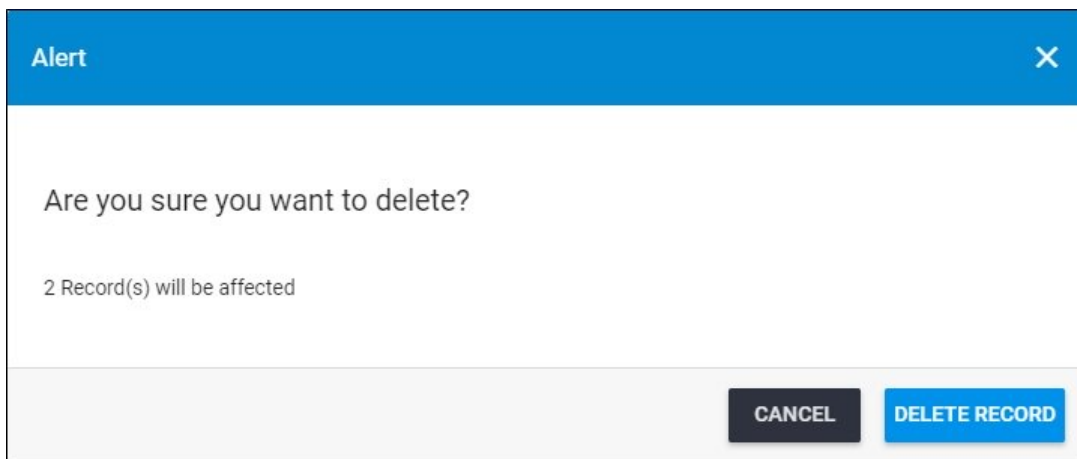 Alert
Are you sure you want to delete?
2 Record(s) will be affected
CANCEL DELETE RECORD